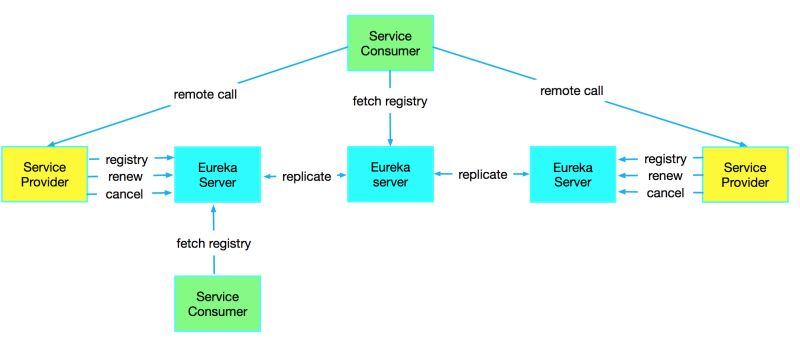 Service
Consumer
remote call
fetch registry
remote call
Service
Provider
registry
renew
cancel
Eureka
Server
replicate
Eureka
server
replicate
Eureka
Server
registry
renew
cancel
Service
Provider
fetch registry
Service
Consumer